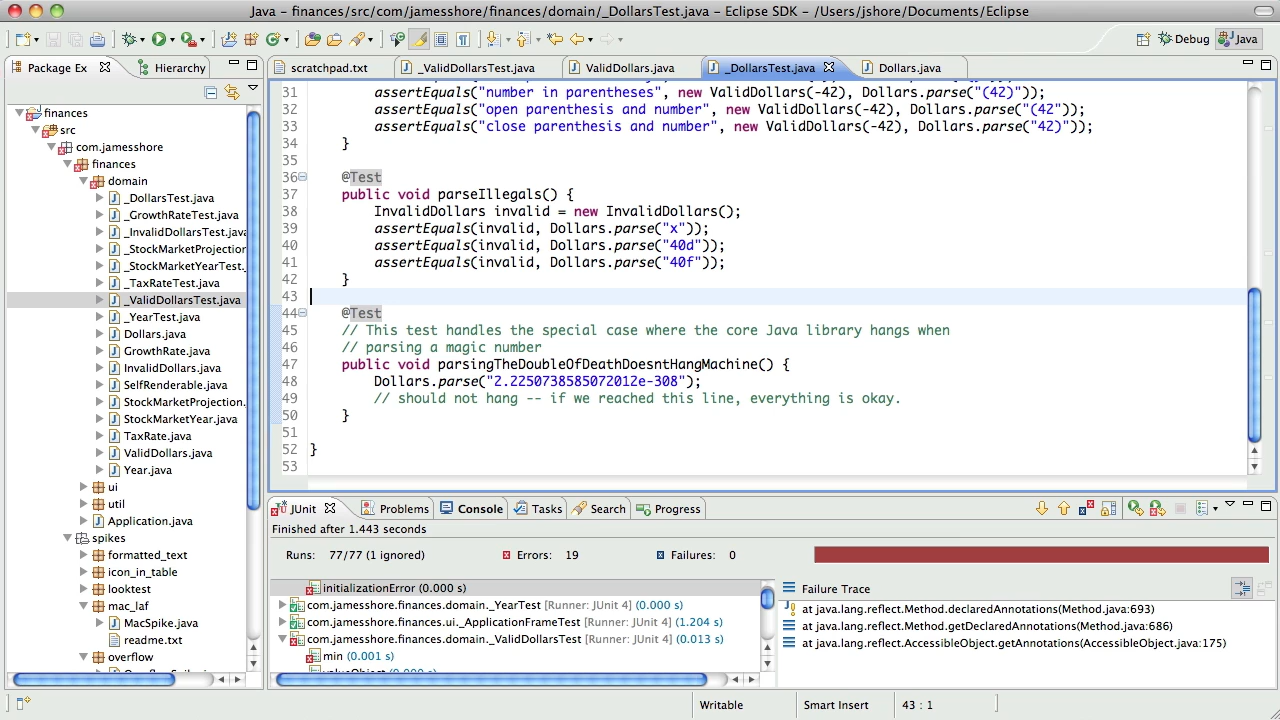 Java - finances/src/com/jamesshore/finances/domain/_DollarsTest.java - Eclipse SDK - /Users/jshore/Documents/Eclipse
Debug
Java
Package Ex
Hierarchy
scratchpad.txt
_ValidDollarsTest.java
ValidDollars.java
_DollarsTest.java
Dollars.java
finances
src
com.jamesshore
finances
domain
_DollarsTest.java
_GrowthRateTest.java
_InvalidDollarsTest.java
_StockMarketProjection
_StockMarketYearTest.
_TaxRateTest.java
_ValidDollarsTest.java
_YearTest.java
Dollars.java
GrowthRate.java
InvalidDollars.java
SelfRenderable.java
StockMarketProjection.
StockMarketYear.java
TaxRate.java
ValidDollars.java
Year.java
ui
util
Application.java
spikes
formatted_text
icon_in_table
looktest
mac_laf
MacSpike.java
readme.txt
overflow
31 assertEquals("number in parentheses", new ValidDollars(-42), Dollars.parse("(42)"));
32 assertEquals("open parenthesis and number", new ValidDollars(-42), Dollars.parse("(42"));
33 assertEquals("close parenthesis and number", new ValidDollars(-42), Dollars.parse("42)"));
34 }
35
36 @Test
37 public void parseIllegals() {
38 InvalidDollars invalid = new InvalidDollars();
39 assertEquals(invalid, Dollars.parse("x"));
40 assertEquals(invalid, Dollars.parse("40d"));
41 assertEquals(invalid, Dollars.parse("40f"));
42 }
43
44 @Test
45 // This test handles the special case where the core Java library hangs when
46 // parsing a magic number
47 public void parsingTheDoubleOfDeathDoesntHangMachine() {
48 Dollars.parse("2.2250738585072012e-308");
49 // should not hang -- if we reached this line, everything is okay.
50 }
51
52 }
53
JUnit
Problems
Console
Tasks
Search
Progress
Finished after 1.443 seconds
Runs: 77/77 (1 ignored)
Errors: 19
Failures: 0
initializationError (0.000 s)
com.jamesshore.finances.domain._YearTest [Runner: JUnit 4] (0.000 s)
com.jamesshore.finances.ui._ApplicationFrameTest [Runner: JUnit 4] (1.204 s)
com.jamesshore.finances.domain._ValidDollarsTest [Runner: JUnit 4] (0.013 s)
min (0.001 s)
Failure Trace
at java.lang.reflect.Method.declaredAnnotations(Method.java:693)
at java.lang.reflect.Method.getDeclaredAnnotations(Method.java:686)
at java.lang.reflect.AccessibleObject.getAnnotations(AccessibleObject.java:175)
Writable
Smart Insert
43 : 1